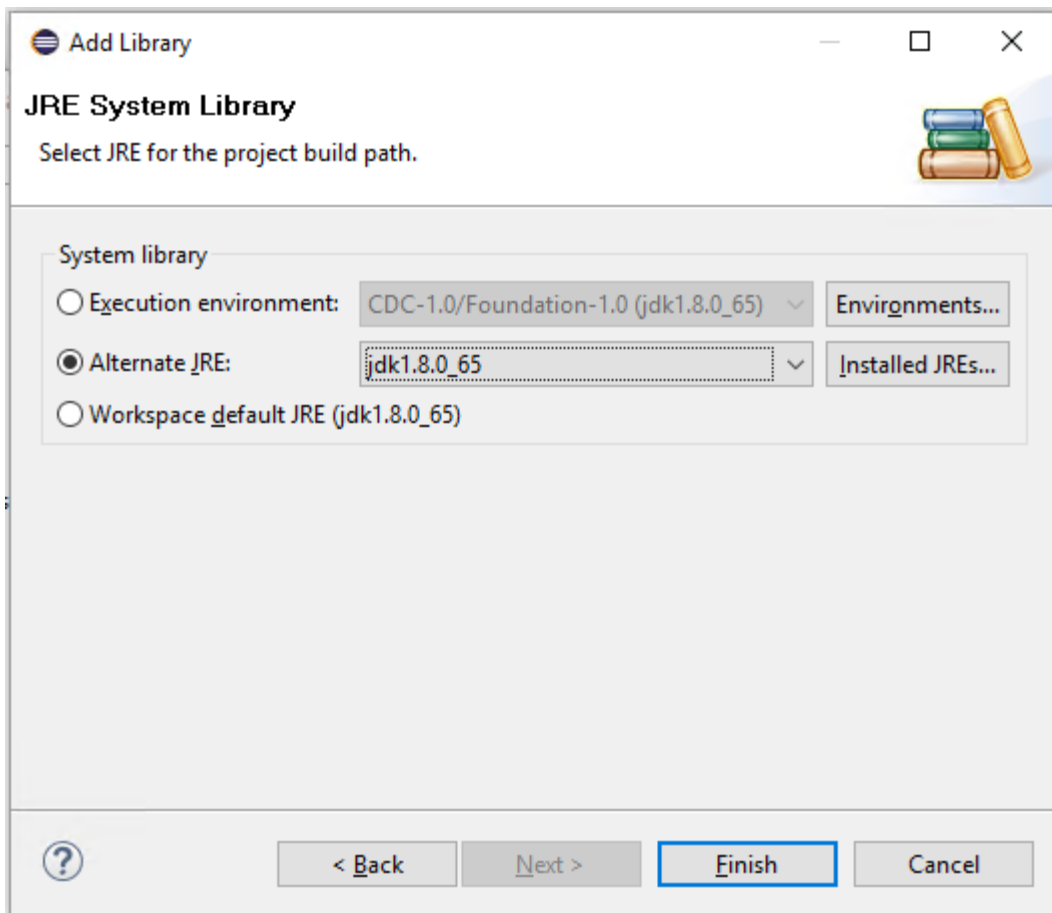 Add Library
JRE System Library
Select JRE for the project build path.
System library
Execution environment: CDC-1.0/Foundation-1.0 (jdk1.8.0_65) Environments...
Alternate JRE: jdk1.8.0_65 Installed JREs...
Workspace default JRE (jdk1.8.0_65)
? < Back Next > Finish Cancel